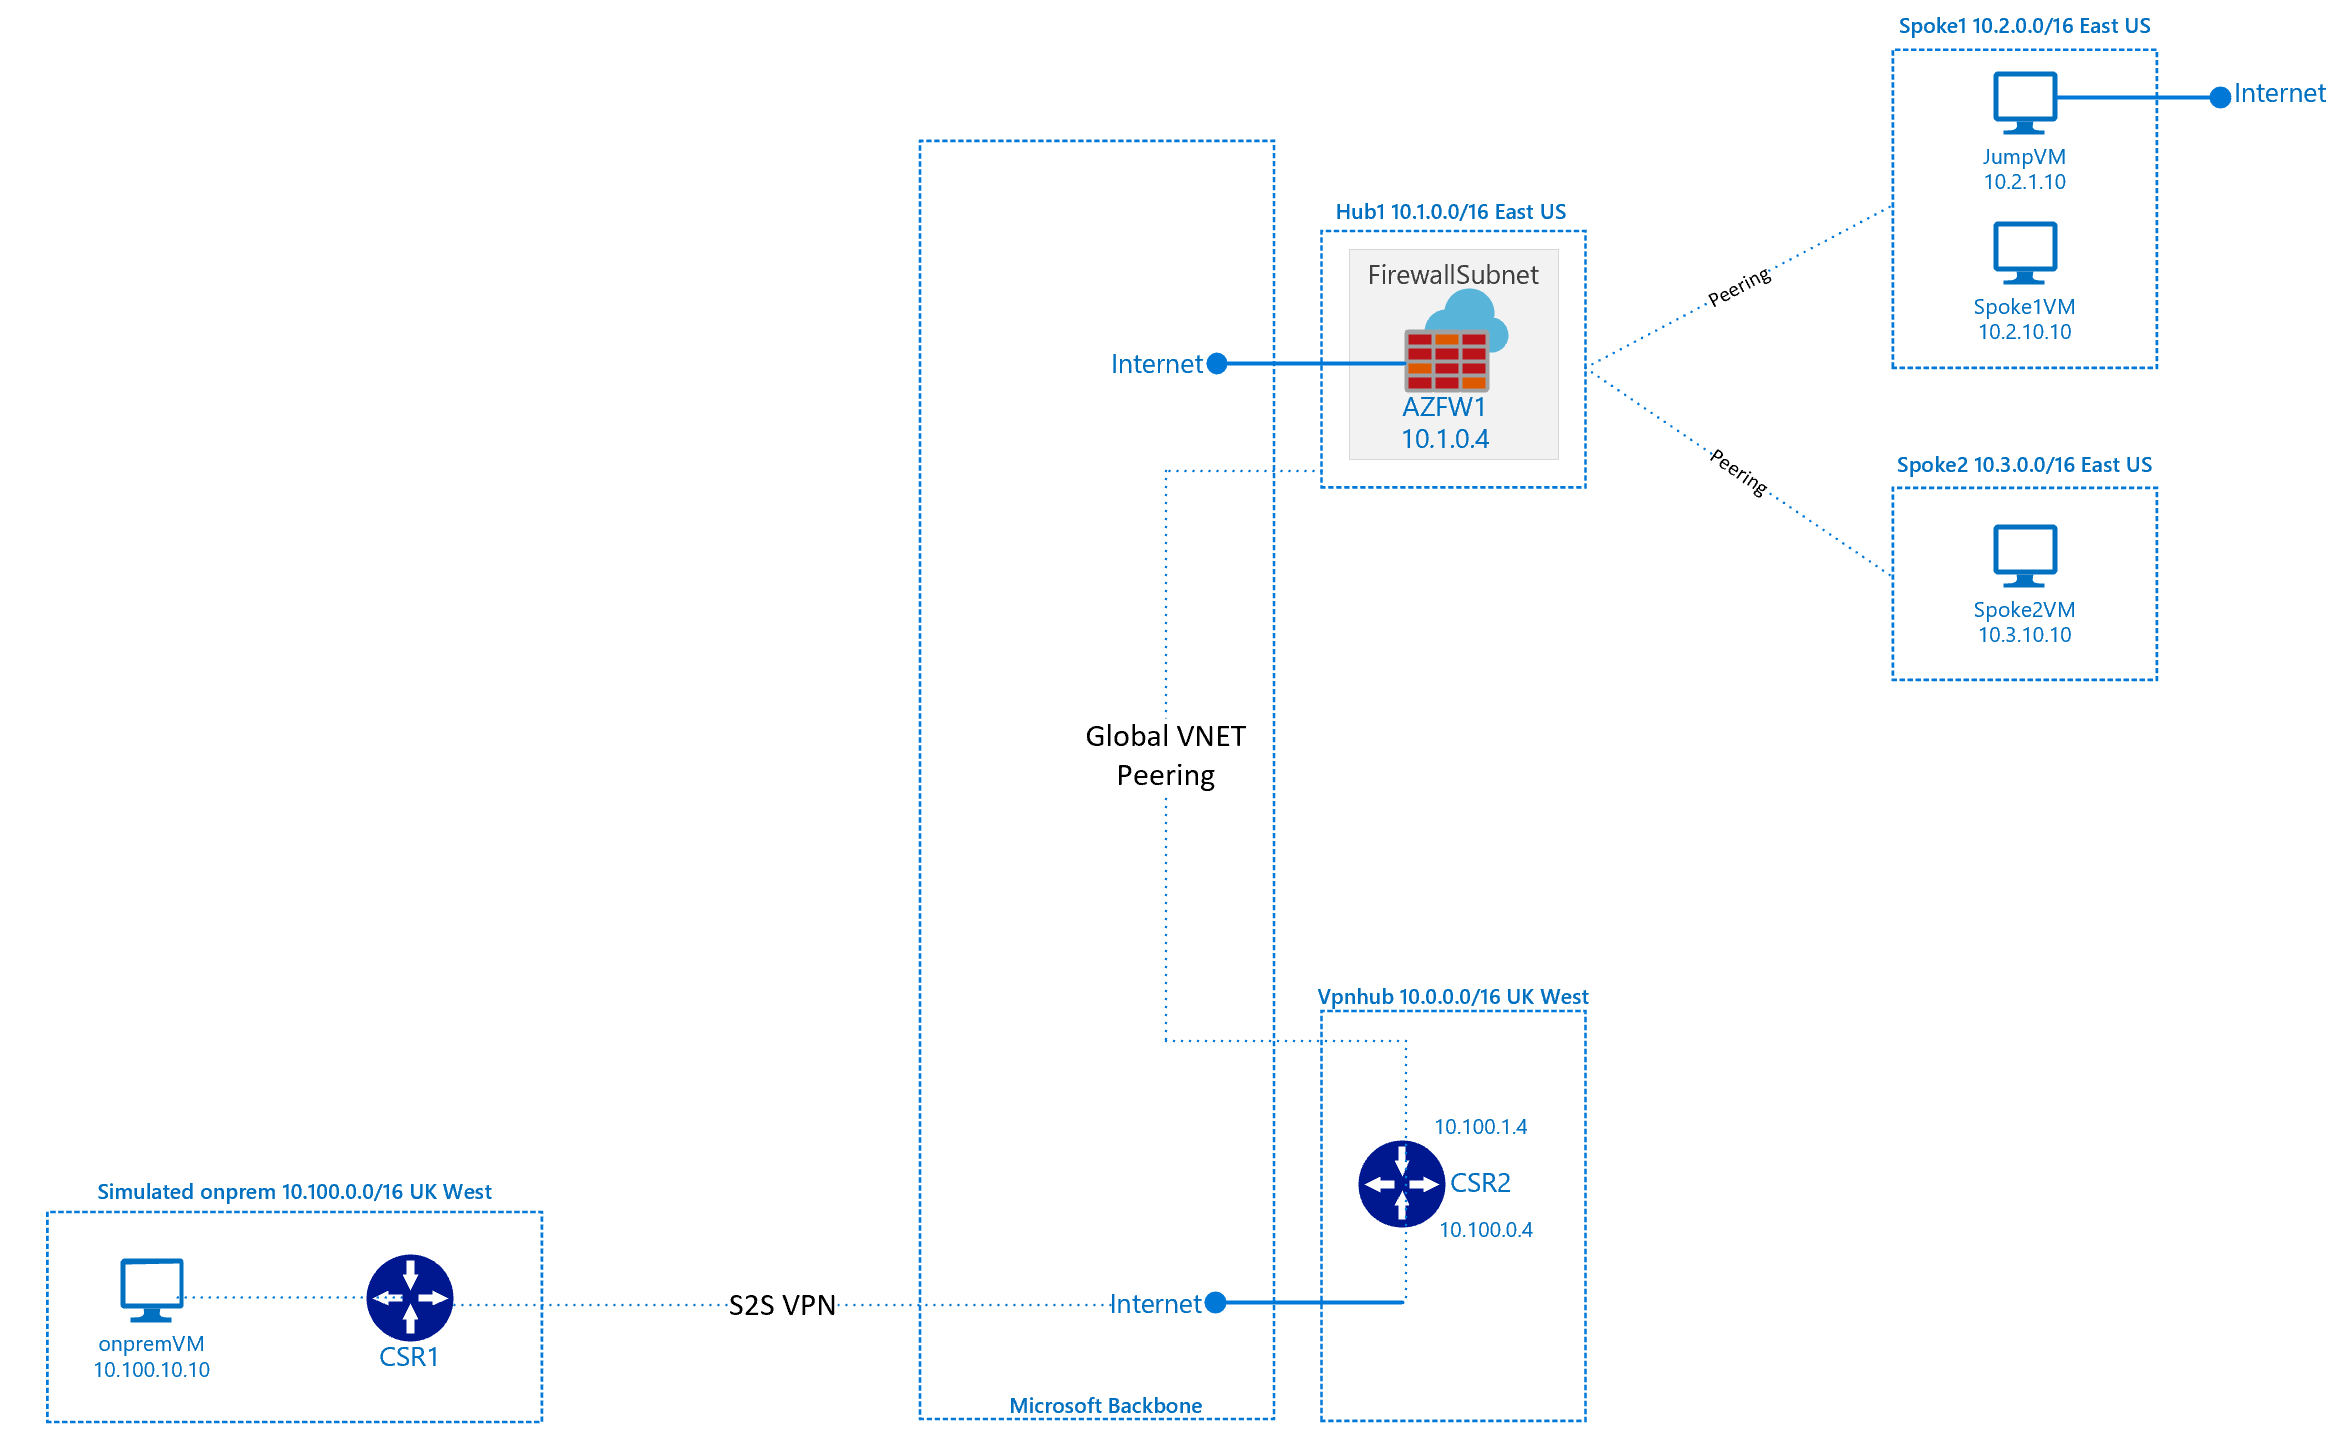 Spoke1 10.2.0.0/16 East US
Internet
JumpVM
10.2.1.10
Spoke1VM
10.2.10.10
Hub1 10.1.0.0/16 East US
FirewallSubnet
Internet
AZFW1
10.1.0.4
Peering
Peering
Spoke2 10.3.0.0/16 East US
Spoke2VM
10.3.10.10
Global VNET
Peering
Vpnhub 10.0.0.0/16 UK West
10.100.1.4
CSR2
10.100.0.4
Simulated onprem 10.100.0.0/16 UK West
onpremVM
10.100.10.10
CSR1
S2S VPN
Internet
Microsoft Backbone